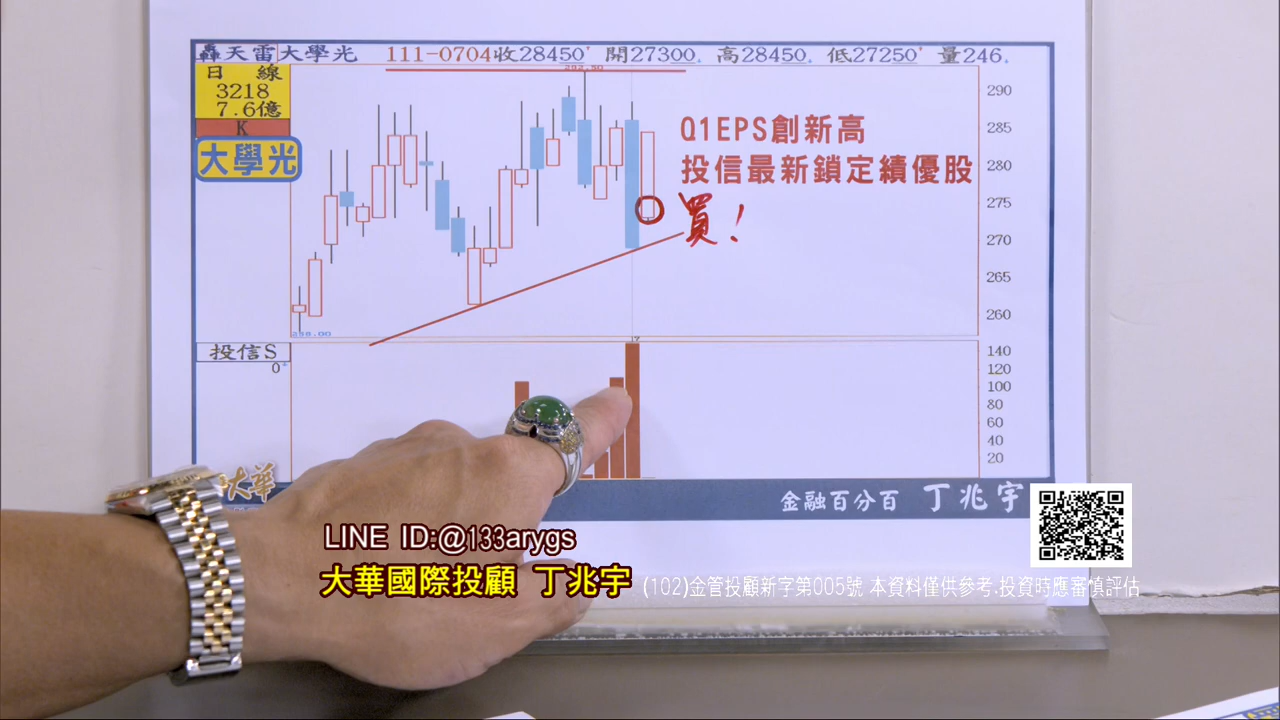 轟天雷大學光 111-0704收28450' 開27300. 高28450. 低27250' 量246.
日 線
3218
7.6億
K
大學光
292.50
290
285
280
275
270
265
260
Q1EPS創新高
投信最新鎖定績優股
買!
投信S
0
140
120
100
80
60
40
20
大華
金融百分百 丁兆宇
LINE ID:@133arygs
大華國際投顧 丁兆宇 (102)金管投顧新字第005號 本資料僅供參考.投資時應審慎評估